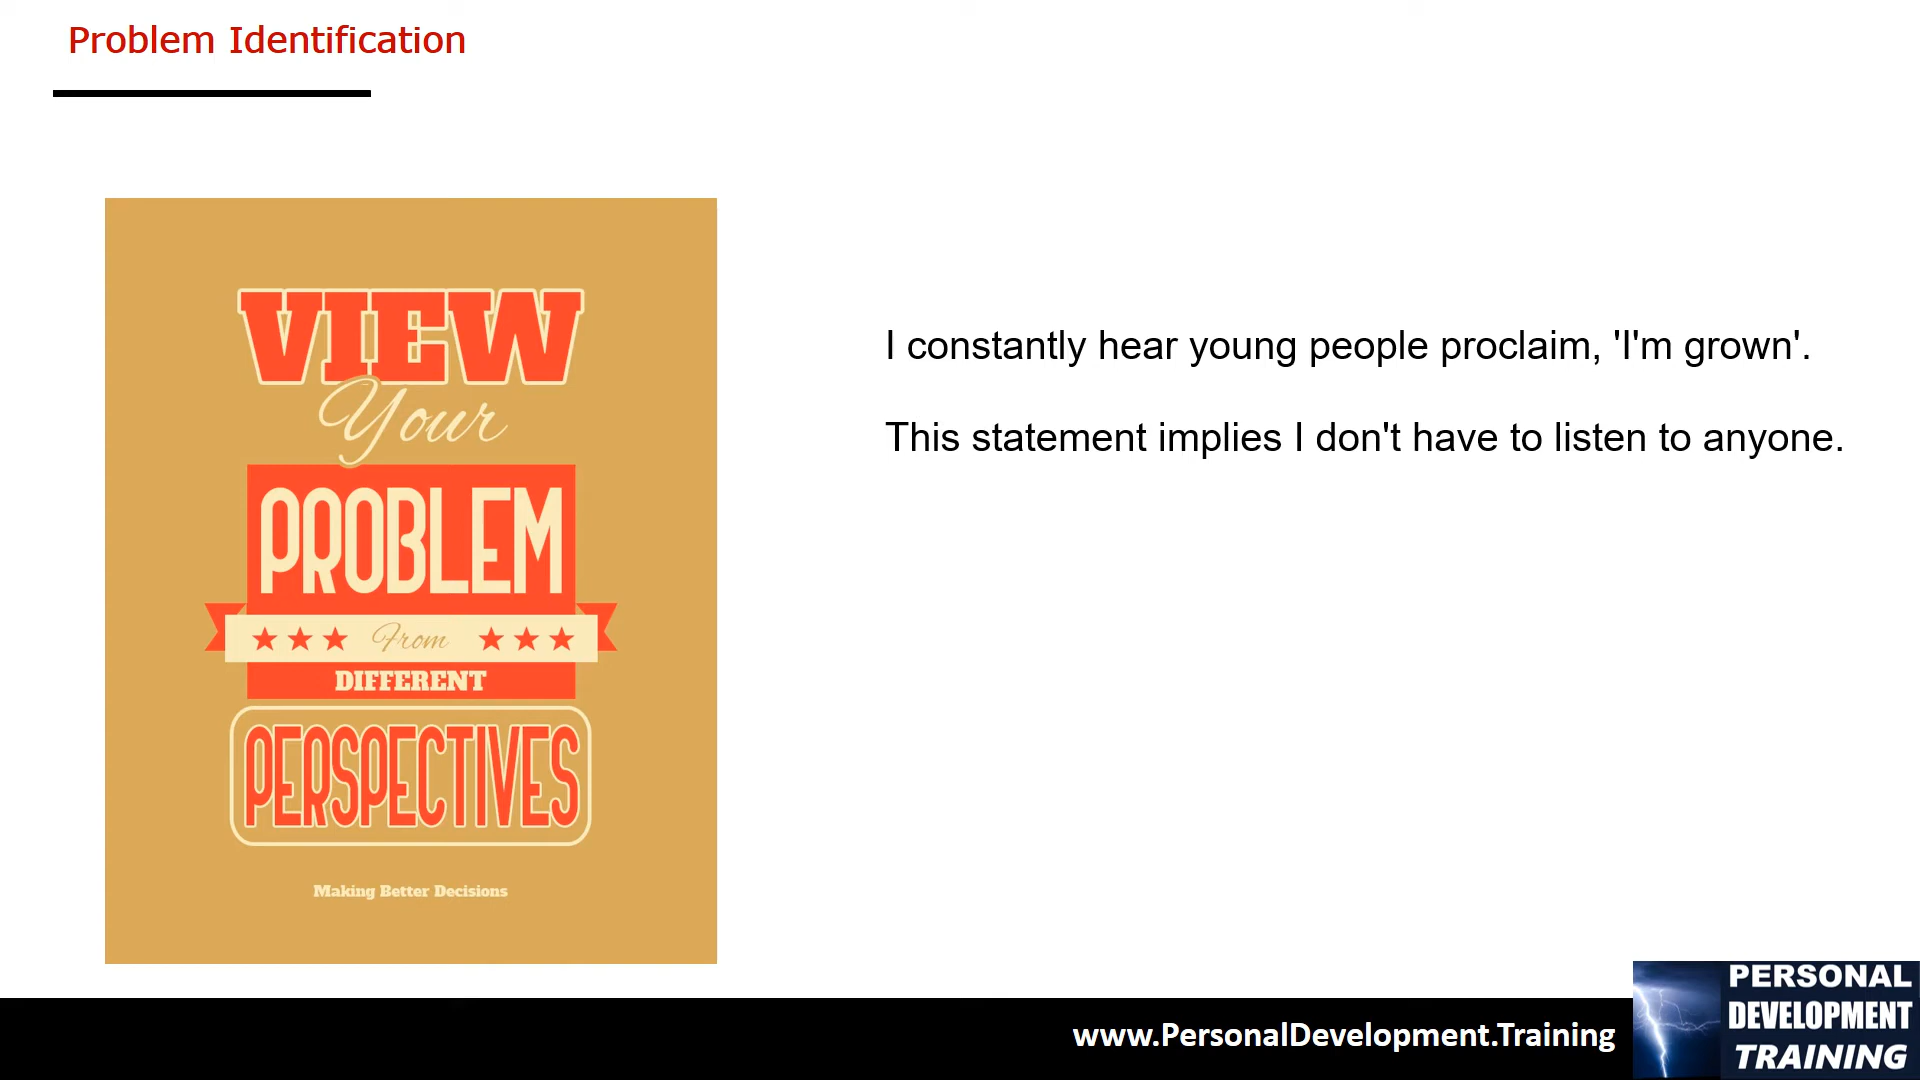 Problem Identification
VIEW
Your
PROBLEM
From
DIFFERENT
PERSPECTIVES
Making Better Decisions
I constantly hear young people proclaim, 'I'm grown'.
This statement implies I don't have to listen to anyone.
www.PersonalDevelopment.Training
PERSONAL
DEVELOPMENT
TRAINING